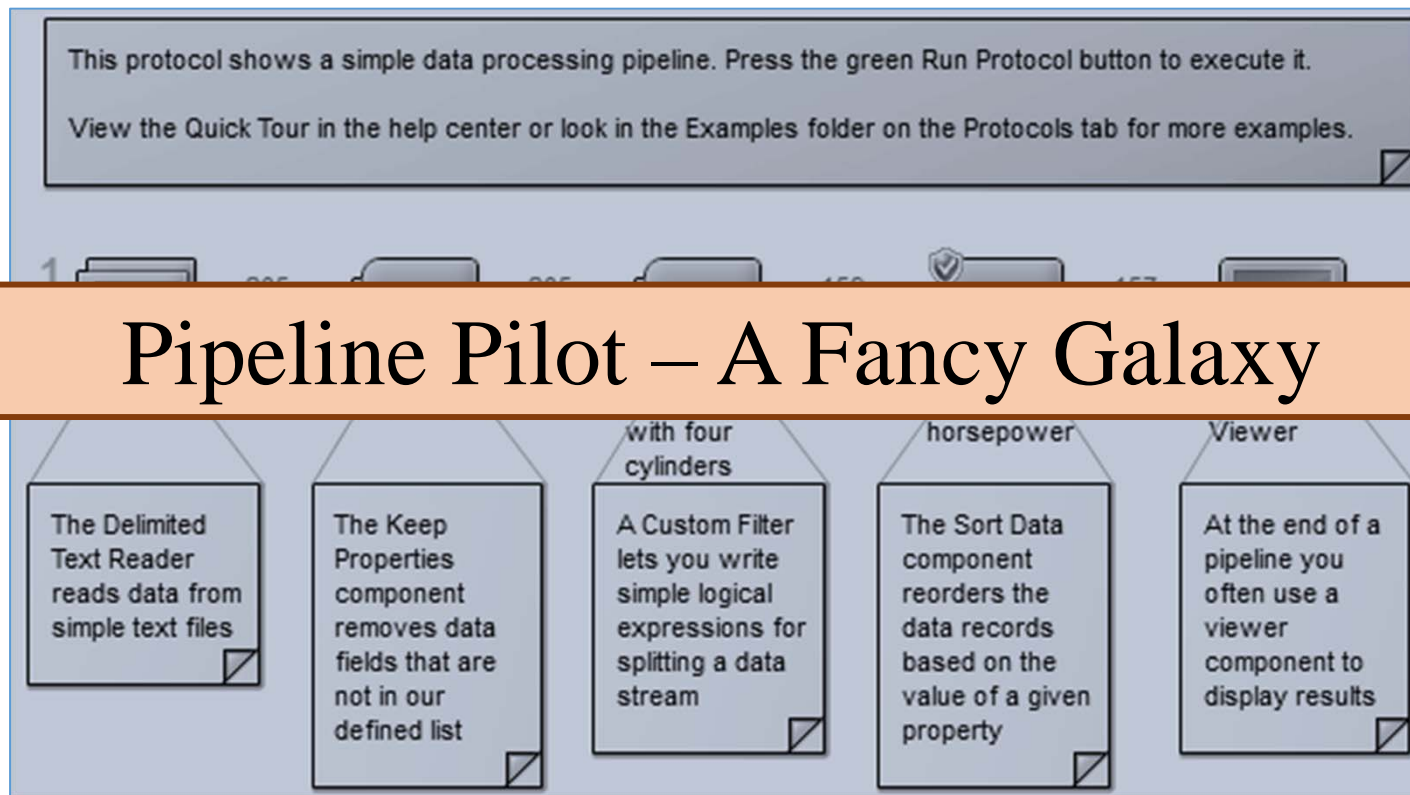 This protocol shows a simple data processing pipeline. Press the green Run Protocol button to execute it.
View the Quick Tour in the help center or look in the Examples folder on the Protocols tab for more examples.
1
Pipeline Pilot – A Fancy Galaxy
with four
cylinders
horsepower
Viewer
The Delimited
Text Reader
reads data from
simple text files
The Keep
Properties
component
removes data
fields that are
not in our
defined list
A Custom Filter
lets you write
simple logical
expressions for
splitting a data
stream
The Sort Data
component
reorders the
data records
based on the
value of a given
property
At the end of a
pipeline you
often use a
viewer
component to
display results